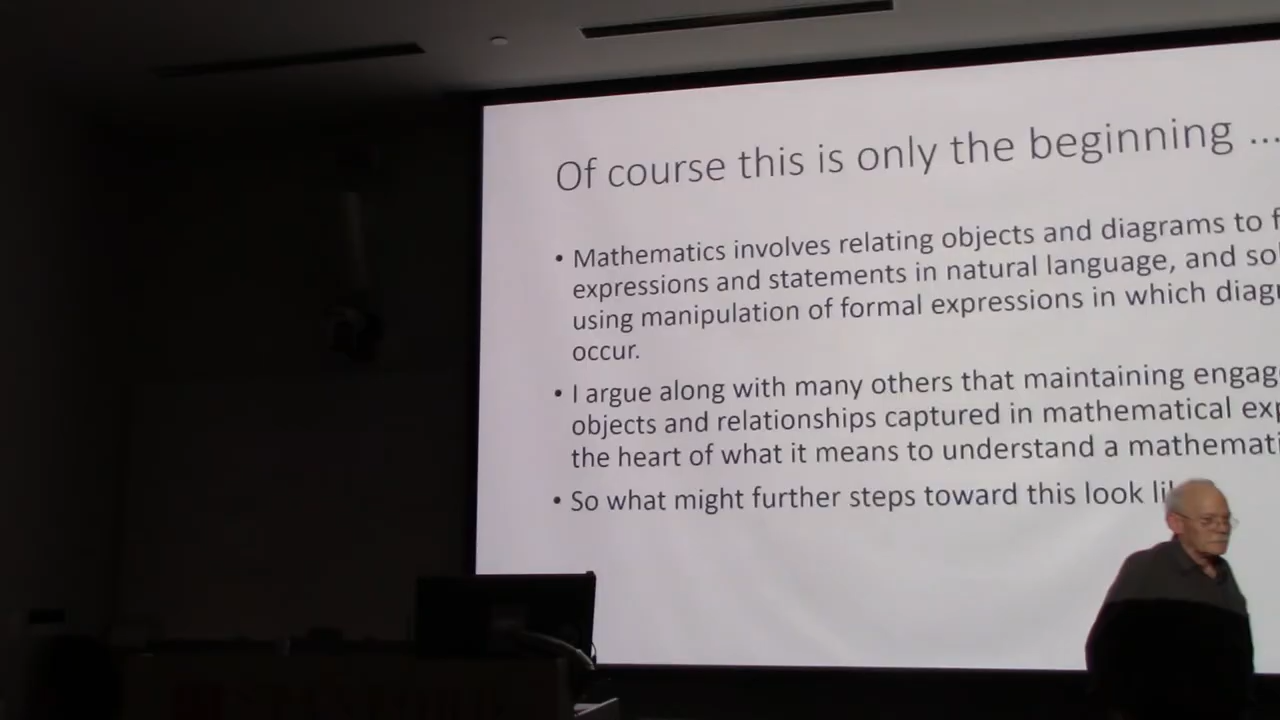 Of course this is only the beginning ...
• Mathematics involves relating objects and diagrams to
expressions and statements in natural language, and
using manipulation of formal expressions in which
occur.
• I argue along with many others that maintaining
objects and relationships captured in mathematical
the heart of what it means to understand a
• So what might further steps toward this look